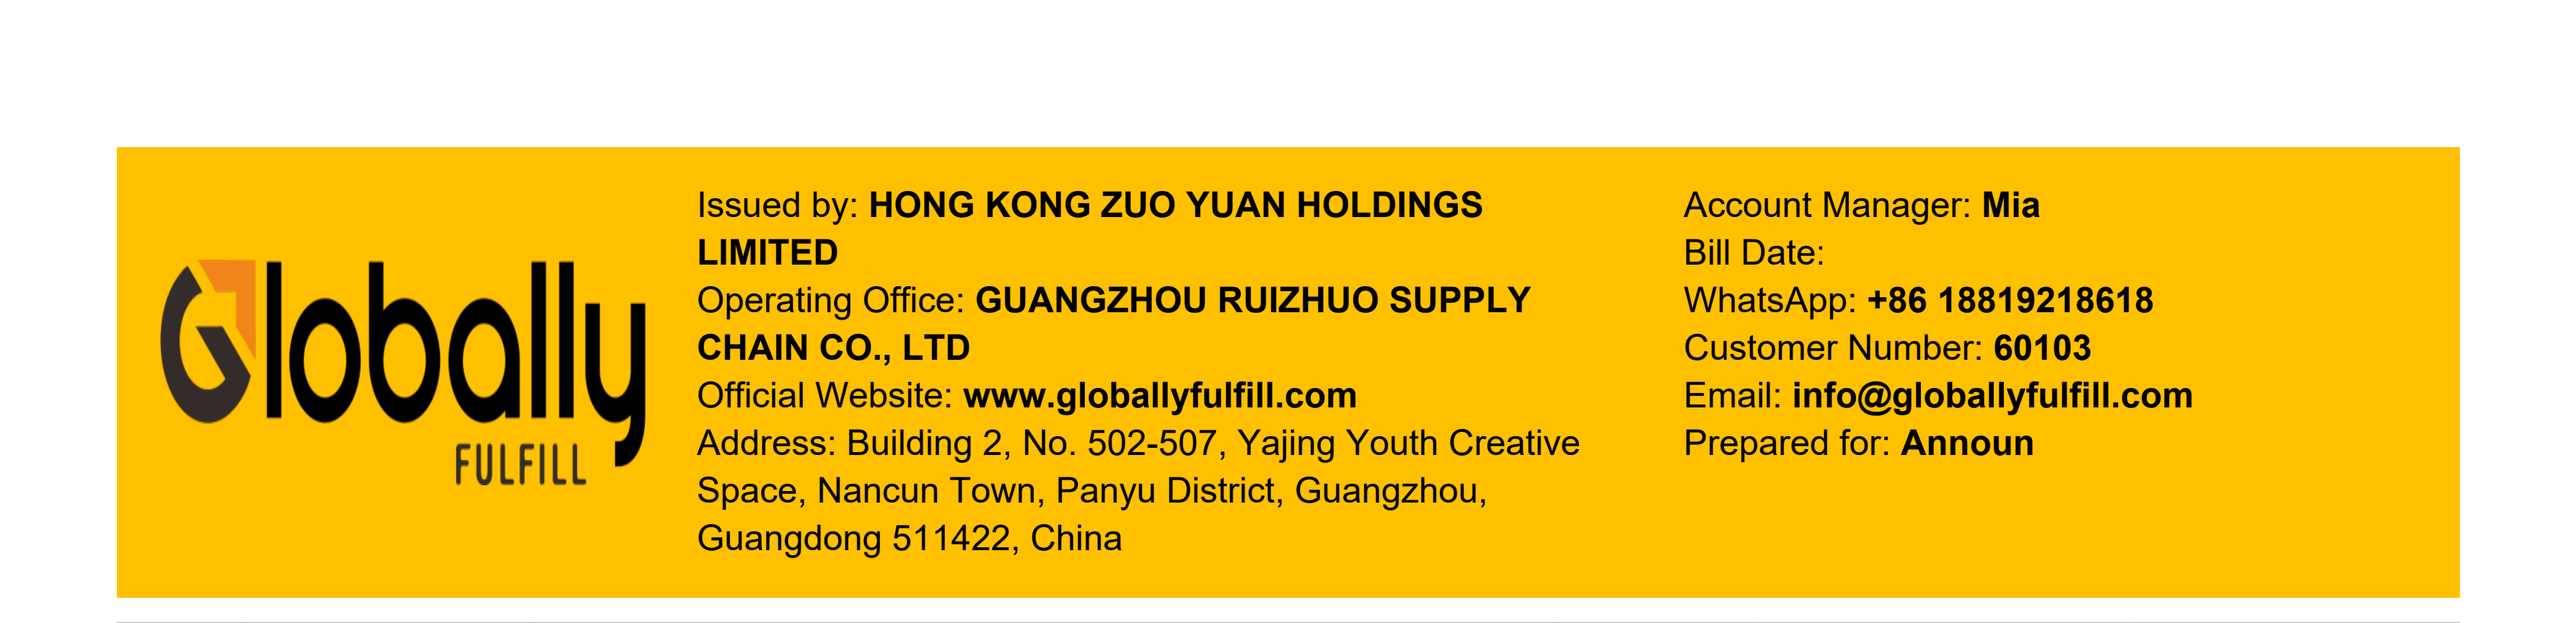 Globally
FULFILL
Issued by: HONG KONG ZUO YUAN HOLDINGS
LIMITED
Operating Office: GUANGZHOU RUIZHUO SUPPLY
CHAIN CO., LTD
Official Website: www.globallyfulfill.com
Address: Building 2, No. 502-507, Yajing Youth Creative
Space, Nancun Town, Panyu District, Guangzhou,
Guangdong 511422, China
Account Manager: Mia
Bill Date:
WhatsApp: +86 18819218618
Customer Number: 60103
Email: info@globallyfulfill.com
Prepared for: Announ